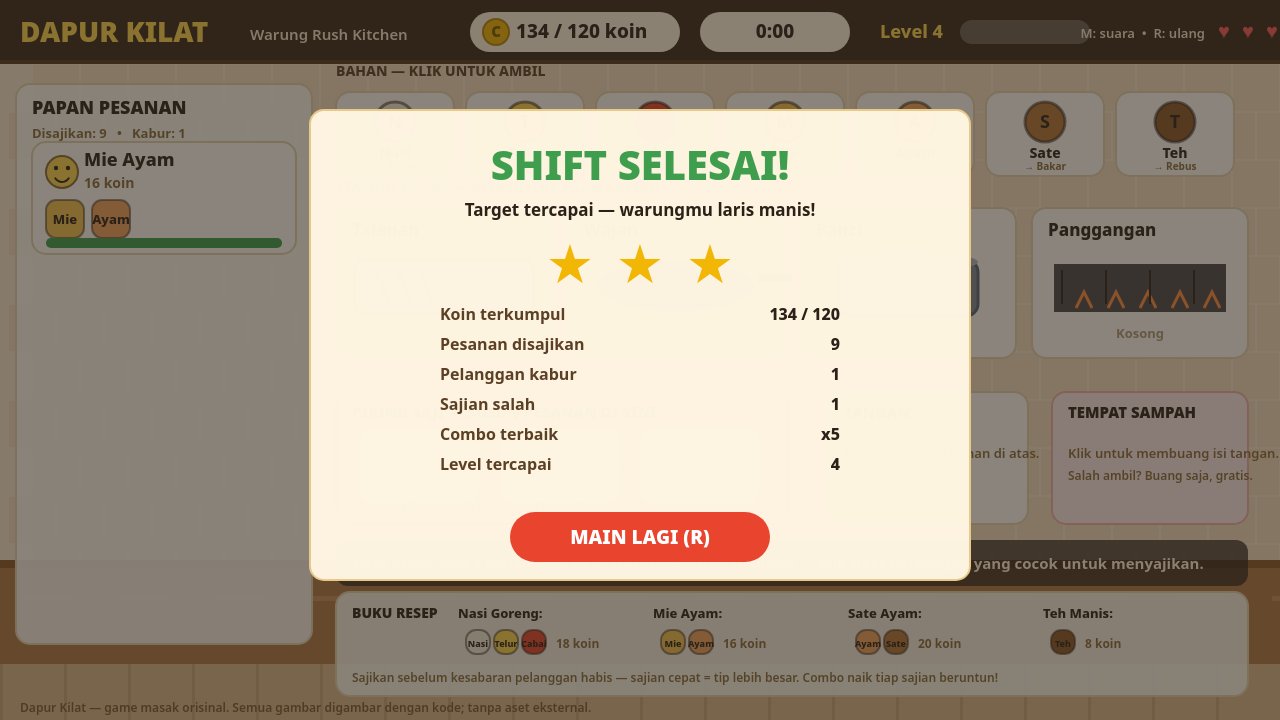 DAPUR KILAT
Warung Rush Kitchen
C 134 / 120 koin
0:00
Level 4
M: suara • R: ulang
BAHAN — KLIK UNTUK AMBIL
PAPAN PESANAN
Disajikan: 9 • Kabur: 1
Mie Ayam
16 koin
Mie Ayam
S
Sate
→ Bakar
T
Teh
→ Rebus
Panggangan
Kosong
SHIFT SELESAI!
Target tercapai — warungmu laris manis!
Koin terkumpul 134 / 120
Pesanan disajikan 9
Pelanggan kabur 1
Sajian salah 1
Combo terbaik x5
Level tercapai 4
MAIN LAGI (R)
di atas.
TEMPAT SAMPAH
Klik untuk membuang isi tangan.
Salah ambil? Buang saja, gratis.
yang cocok untuk menyajikan.
BUKU RESEP
Nasi Goreng:
Nasi Telur Cabai 18 koin
Mie Ayam:
Mie Ayam 16 koin
Sate Ayam:
Ayam Sate 20 koin
Teh Manis:
Teh 8 koin
Sajikan sebelum kesabaran pelanggan habis — sajian cepat = tip lebih besar. Combo naik tiap sajian beruntun!
Dapur Kilat — game masak orisinal. Semua gambar digambar dengan kode; tanpa aset eksternal.